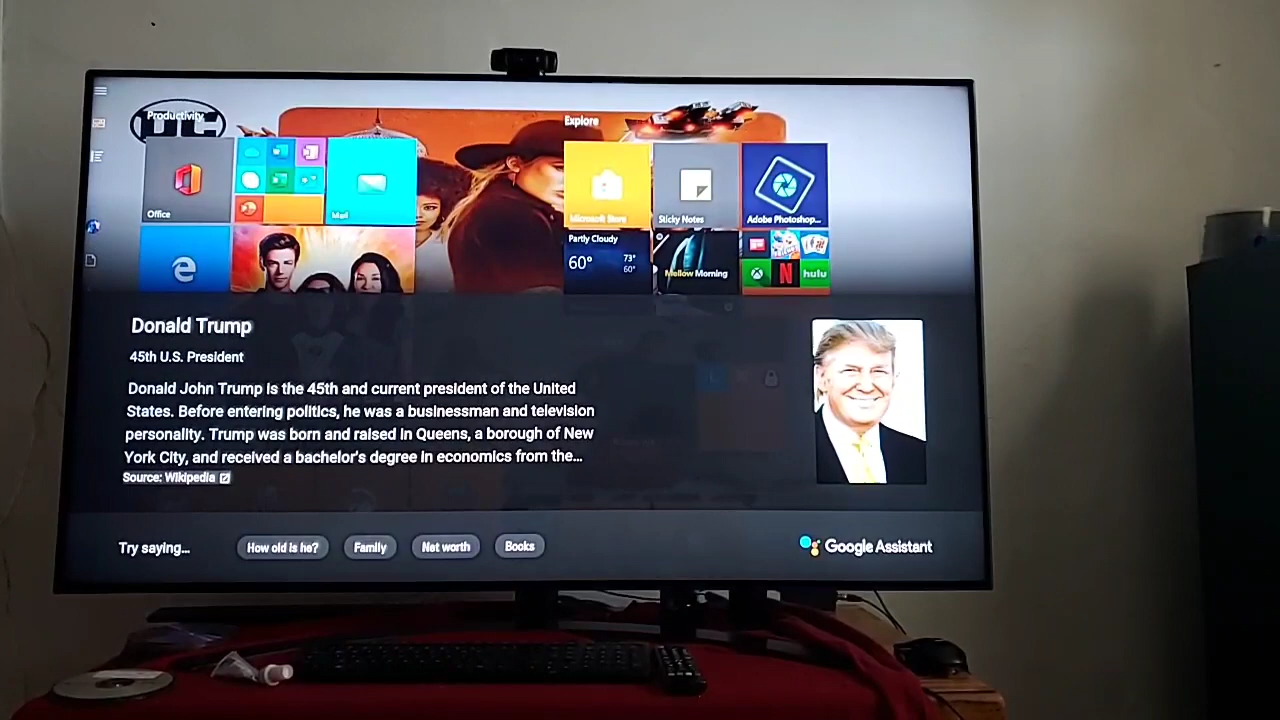 Productivity
DC
Explore
Office
Mail
Microsoft Store
Sticky Notes
Adobe Photoshop...
Partly Cloudy
60°
73°
60°
Mellow Morning
hulu
N
Donald Trump
45th U.S. President
Donald John Trump is the 45th and current president of the United
States. Before entering politics, he was a businessman and television
personality. Trump was born and raised in Queens, a borough of New
York City, and received a bachelor's degree in economics from the...
Source: Wikipedia
Try saying...
How old is he?
Family
Net worth
Books
Google Assistant